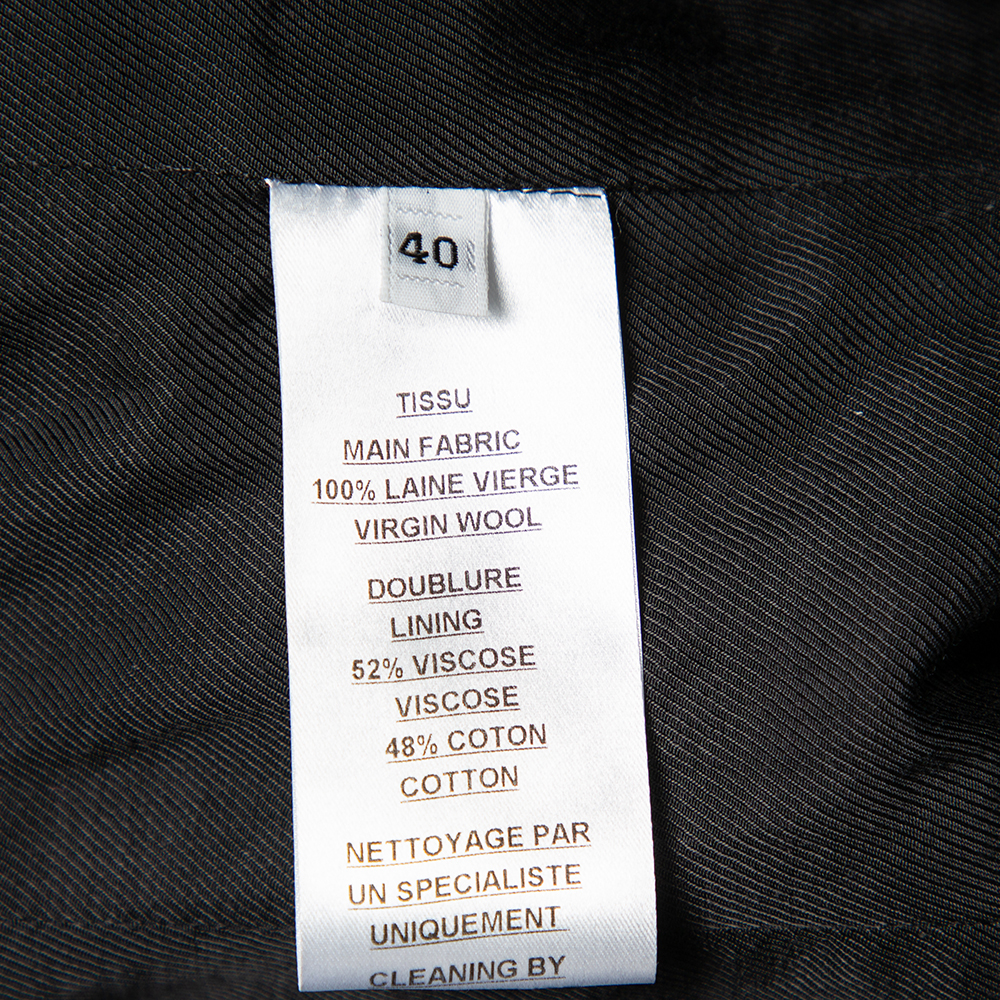 40
TISSU
MAIN FABRIC
100% LAINE VIERGE
VIRGIN WOOL
DOUBLURE
LINING
52% VISCOSE
VISCOSE
48% COTON
COTTON
NETTOYAGE PAR
UN SPECIALISTE
UNIQUEMENT
CLEANING BY